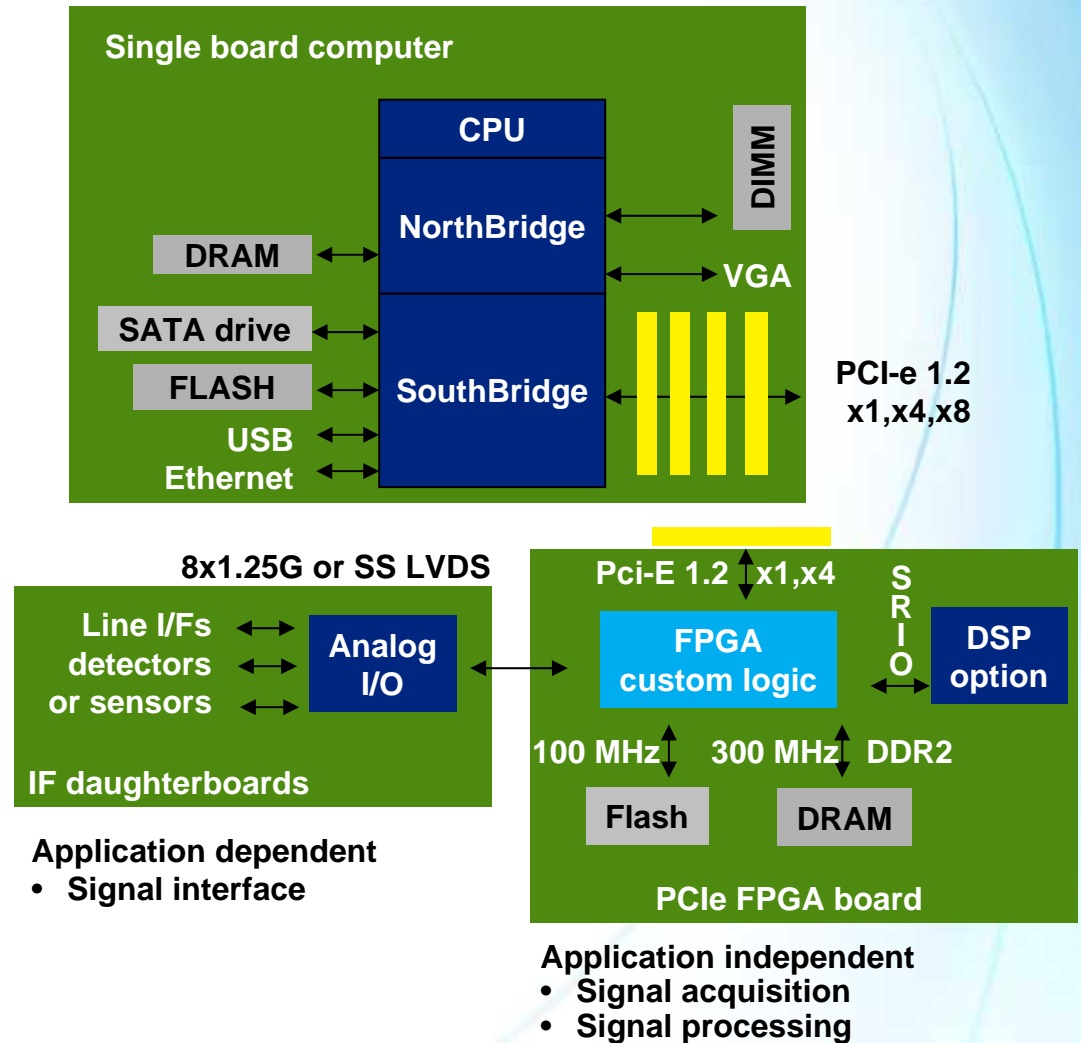 Single board computer
CPU
DIMM
NorthBridge
DRAM
VGA
SATA drive
FLASH
SouthBridge
PCI-e 1.2
x1,x4,x8
USB
Ethernet
8x1.25G or SS LVDS
Line I/Fs
detectors
or sensors
Analog
I/O
IF daughterboards
Application dependent
• Signal interface
Pci-E 1.2 x1,x4
FPGA
custom logic
SRIO
DSP
option
100 MHz
300 MHz DDR2
Flash
DRAM
PCIe FPGA board
Application independent
• Signal acquisition
• Signal processing